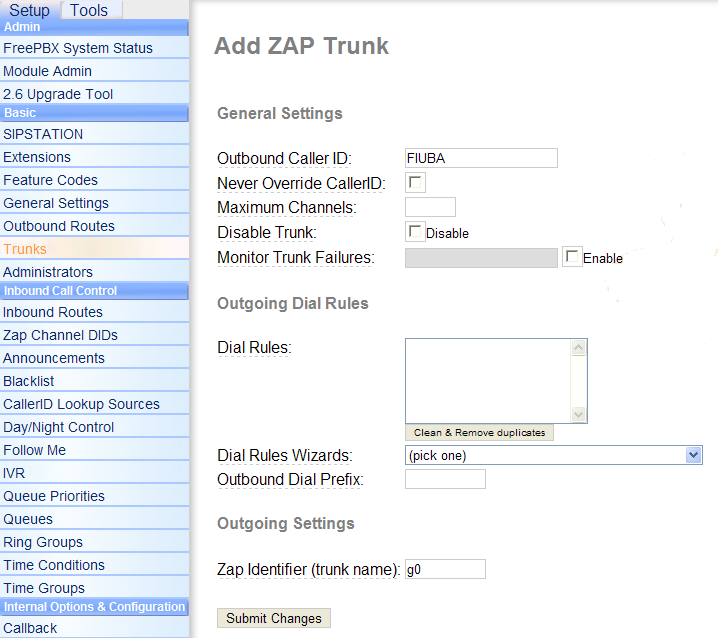 Setup Tools
Admin
FreePBX System Status
Module Admin
2.6 Upgrade Tool
Basic
SIPSTATION
Extensions
Feature Codes
General Settings
Outbound Routes
Trunks
Administrators
Inbound Call Control
Inbound Routes
Zap Channel DIDs
Announcements
Blacklist
CallerID Lookup Sources
Day/Night Control
Follow Me
IVR
Queue Priorities
Queues
Ring Groups
Time Conditions
Time Groups
Internal Options & Configuration
Callback
Add ZAP Trunk
General Settings
Outbound Caller ID: FIUBA
Never Override CallerID:
Maximum Channels:
Disable Trunk: Disable
Monitor Trunk Failures: Enable
Outgoing Dial Rules
Dial Rules:
Clean & Remove duplicates
Dial Rules Wizards: (pick one)
Outbound Dial Prefix:
Outgoing Settings
Zap Identifier (trunk name): g0
Submit Changes